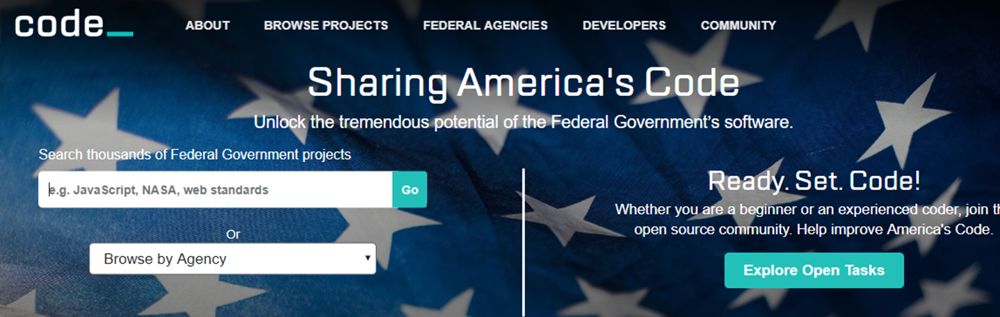 code_
ABOUT BROWSE PROJECTS FEDERAL AGENCIES DEVELOPERS COMMUNITY
Sharing America's Code
Unlock the tremendous potential of the Federal Government’s software.
Search thousands of Federal Government projects
e.g. JavaScript, NASA, web standards Go
Or
Browse by Agency
Ready. Set. Code!
Whether you are a beginner or an experienced coder, join
open source community. Help improve America's Code.
Explore Open Tasks